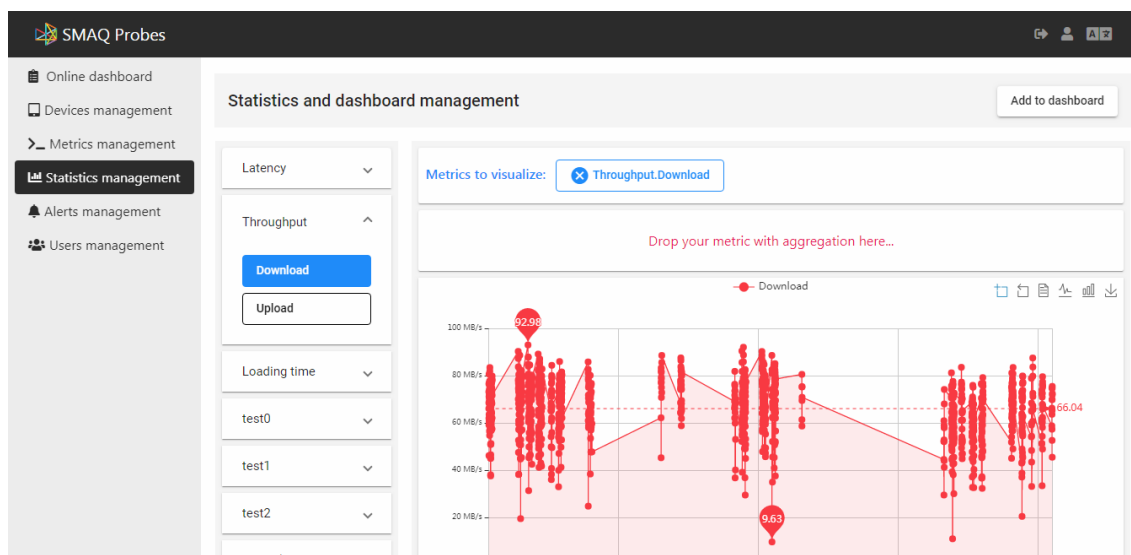 SMAQ Probes
Online dashboard
Devices management
Metrics management
Statistics management
Alerts management
Users management
Statistics and dashboard management
Add to dashboard
Latency
Throughput
Download
Upload
Loading time
test0
test1
test2
Metrics to visualize:
Throughput.Download
Drop your metric with aggregation here...
Download
100 MB/s
80 MB/s
60 MB/s
40 MB/s
20 MB/s
92.98
66.04
9.63